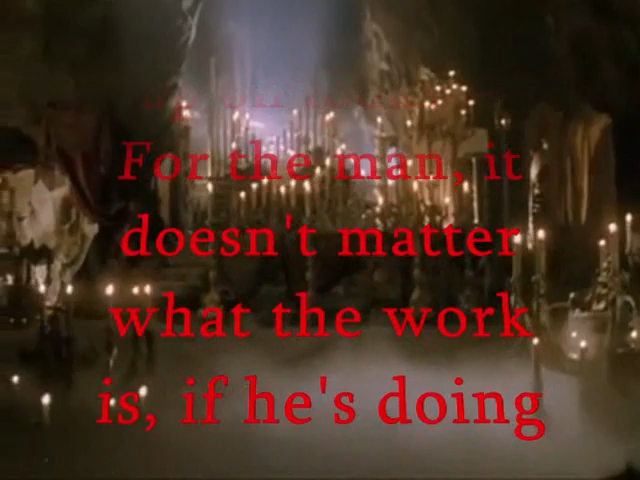 For the man, it
doesn't matter
what the work
is, if he's doing